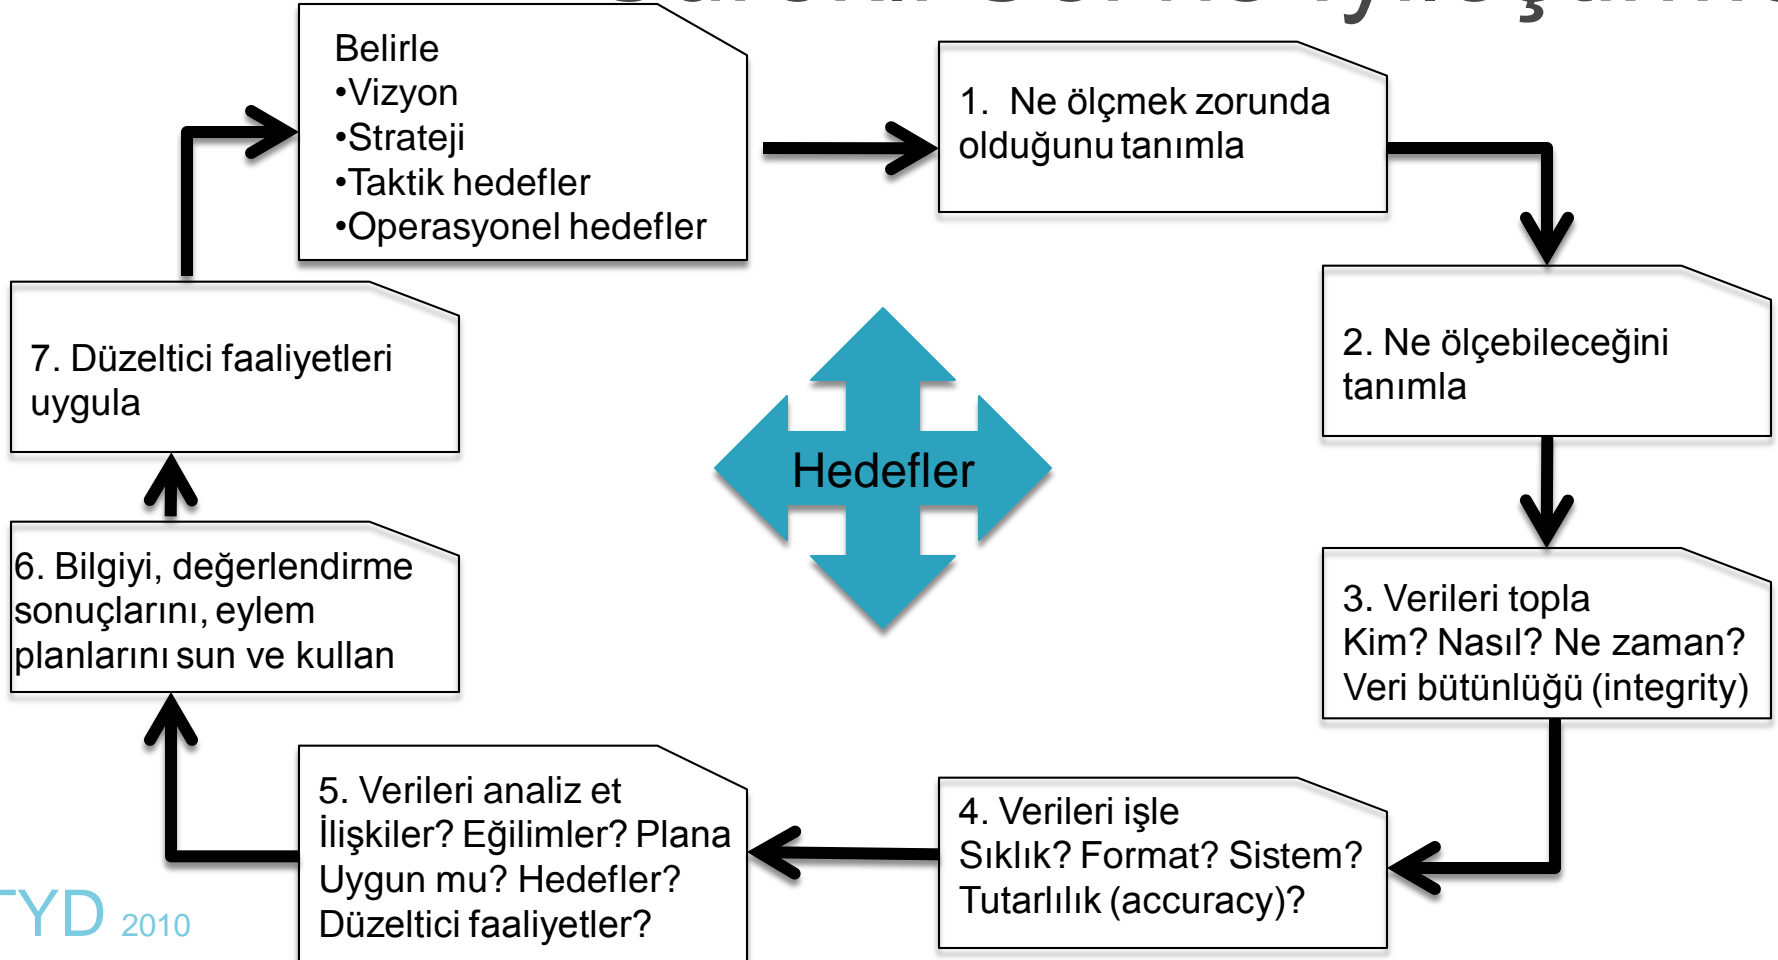 Belirle
•Vizyon
•Strateji
•Taktik hedefler
•Operasyonel hedefler
1. Ne ölçmek zorunda
olduğunu tanımla
2. Ne ölçebileceğini
tanımla
3. Verileri topla
Kim? Nasıl? Ne zaman?
Veri bütünlüğü (integrity)
4. Verileri işle
Sıklık? Format? Sistem?
Tutarlılık (accuracy)?
5. Verileri analiz et
İlişkiler? Eğilimler? Plana
Uygun mu? Hedefler?
Düzeltici faaliyetler?
6. Bilgiyi, değerlendirme
sonuçlarını, eylem
planlarını sun ve kullan
7. Düzeltici faaliyetleri
uygula
Hedefler
TYD 2010